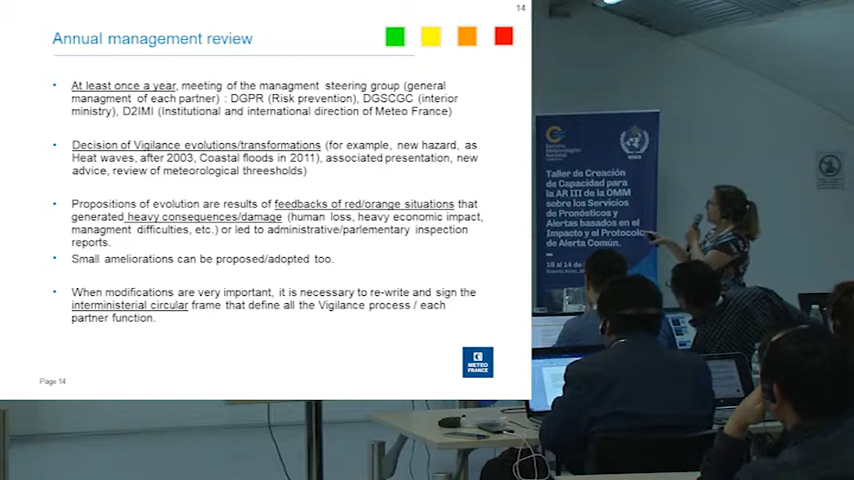 14
Annual management review
• At least once a year, meeting of the managment steering group (general
managment of each partner) : DGPR (Risk prevention), DGSCGC (interior
ministry), D2IMI (Institutional and international direction of Meteo France)
• Decision of Vigilance evolutions/transformations (for example, new hazard, as
Heat waves, after 2003, Coastal floods in 2011), associated presentation, new
advice, review of meteorological threesholds)
• Propositions of evolution are results of feedbacks of red/orange situations that
generated heavy consequences/damage (human loss, heavy economic impact,
managment difficulties, etc.) or led to administrative/parlementary inspection
reports.
• Small ameliorations can be proposed/adopted too.
• When modifications are very important, it is necessary to re-write and sign the
interministerial circular frame that define all the Vigilance process / each
partner function.
METEO
FRANCE
Page 14
Servicio
Meteorológico
Nacional
Taller de Creación
de Capacidad para
la AR III de la OMM
sobre los Servicios
de Pronósticos y
Alertas basados en el
Impacto y el Protocolo
de Alerta Común.